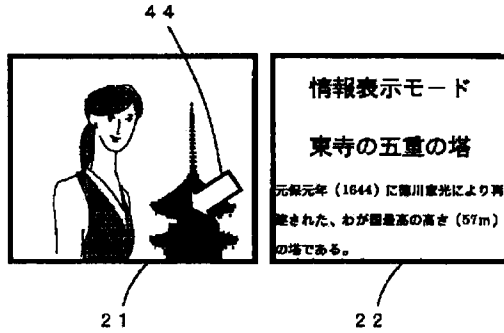 44
情報表示モード
東寺の五重の塔
元保元年（1644）に徳川家光により再
建された、わが国最高の高さ（57m）
の塔である。
21
22